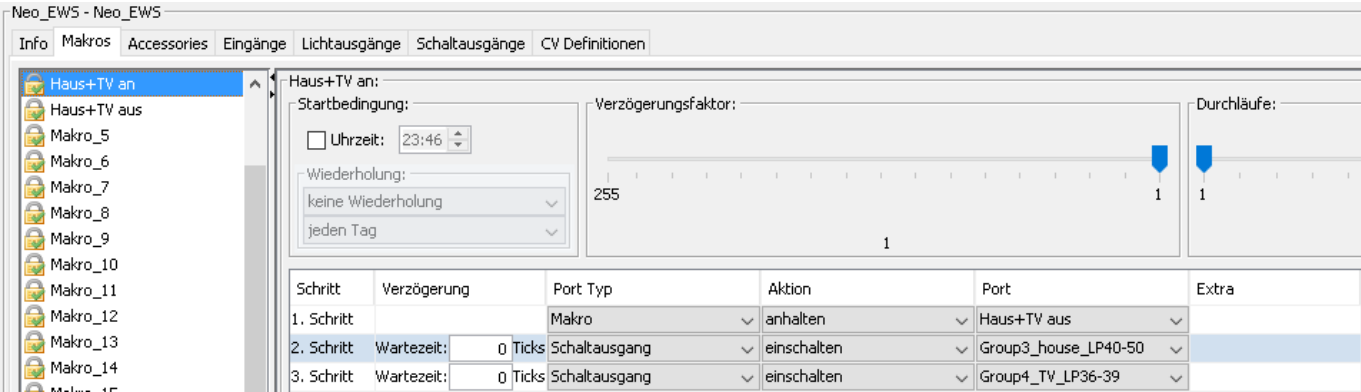 Neo_EWS - Neo_EWS
Info Makros Accessories Eingänge Lichtausgänge Schaltausgänge CV Definitionen
Haus+TV an
Haus+TV aus
Makro_5
Makro_6
Makro_7
Makro_8
Makro_9
Makro_10
Makro_11
Makro_12
Makro_13
Makro_14
Makro_15
Haus+TV an:
Startbedingung:
Uhrzeit: 23:46
Wiederholung:
keine Wiederholung
jeden Tag
Verzögerungsfaktor:
255 1
1
Durchläufe:
1
Schritt Verzögerung Port Typ Aktion Port Extra
1. Schritt Makro anhalten Haus+TV aus
2. Schritt Wartezeit: 0 Ticks Schaltausgang einschalten Group3_house_LP40-50
3. Schritt Wartezeit: 0 Ticks Schaltausgang einschalten Group4_TV_LP36-39